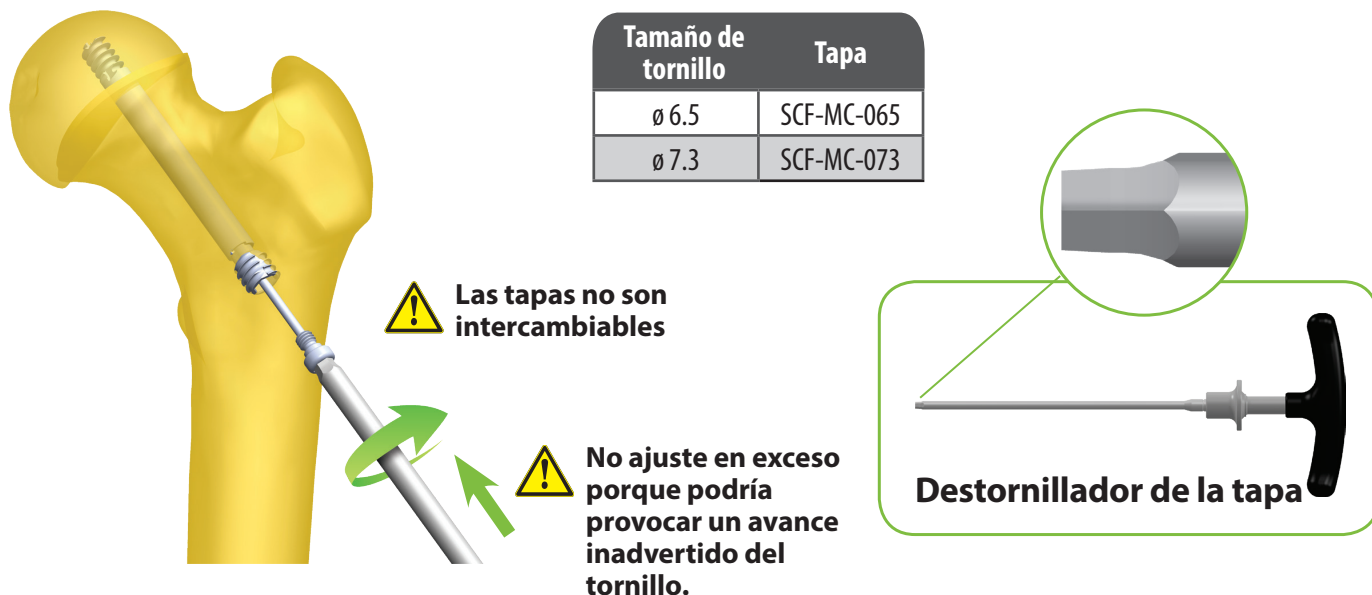 Tamaño de
tornillo
Tapa
ø 6.5
SCF-MC-065
ø 7.3
SCF-MC-073
Las tapas no son
intercambiables
No ajuste en exceso
porque podría
provocar un avance
inadvertido del
tornillo.
Destornillador de la tapa